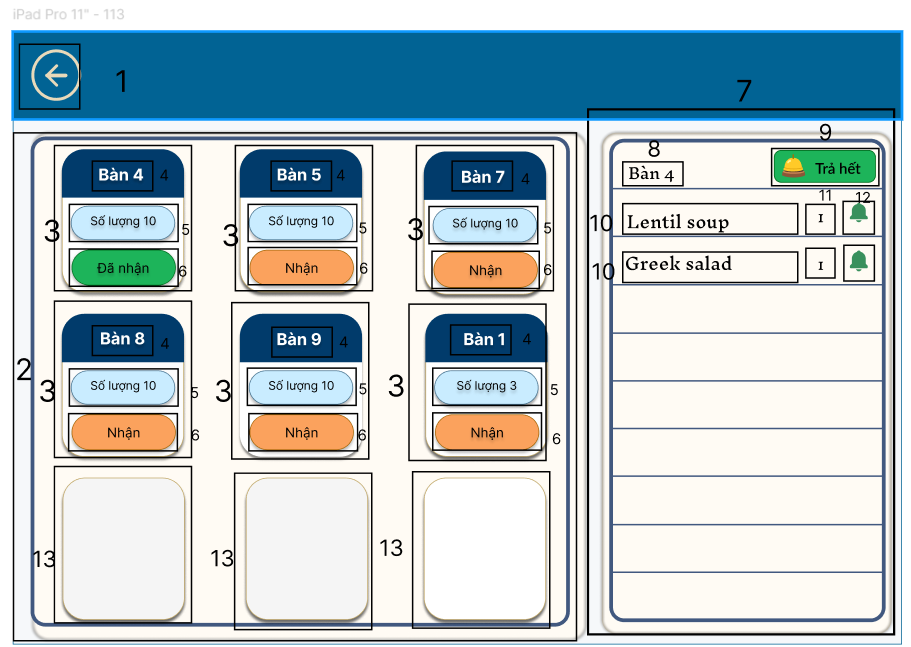 iPad Pro 11" - 113
1
7
2
3
Bàn 4
4
Số lượng 10
5
Đã nhận
6
3
Bàn 5
4
Số lượng 10
5
Nhận
6
3
Bàn 7
4
Số lượng 10
5
Nhận
6
3
Bàn 8
4
Số lượng 10
5
Nhận
6
3
Bàn 9
4
Số lượng 10
5
Nhận
6
3
Bàn 1
4
Số lượng 3
5
Nhận
6
13
13
13
8
Bàn 4
9
Trả hết
11
12
10
Lentil soup
1
10
Greek salad
1